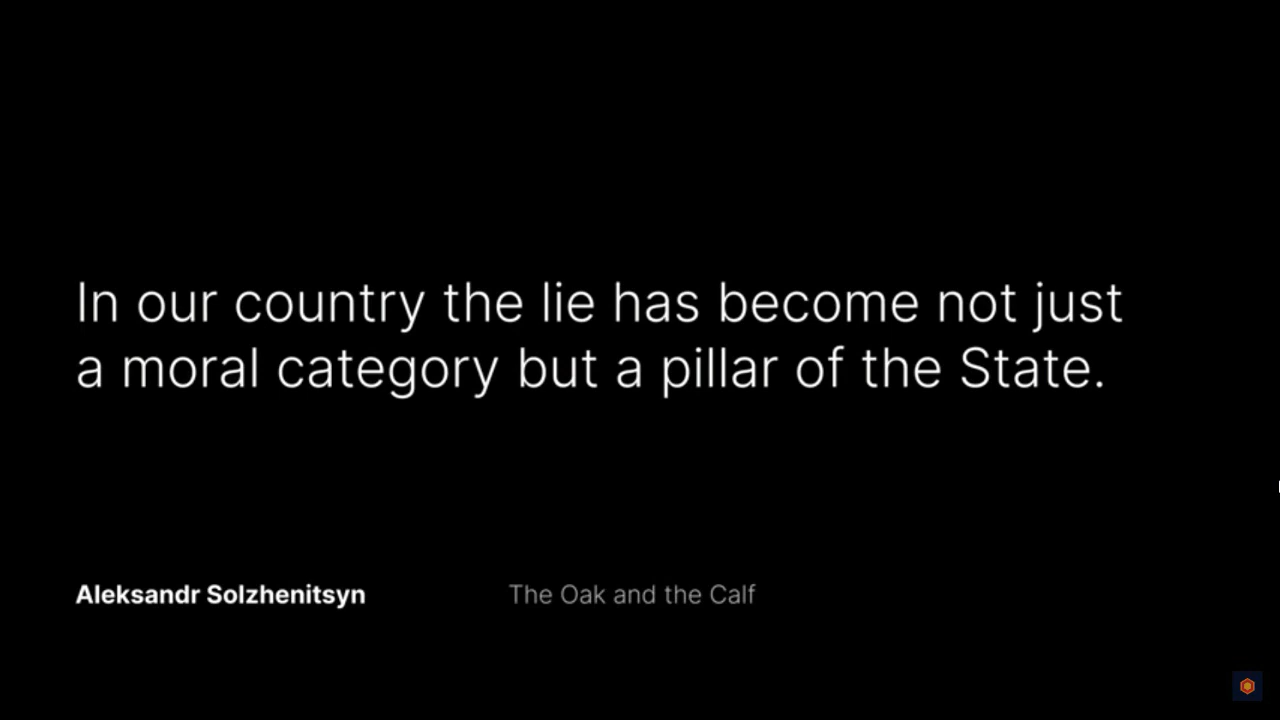 In our country the lie has become not just
a moral category but a pillar of the State.
Aleksandr Solzhenitsyn
The Oak and the Calf